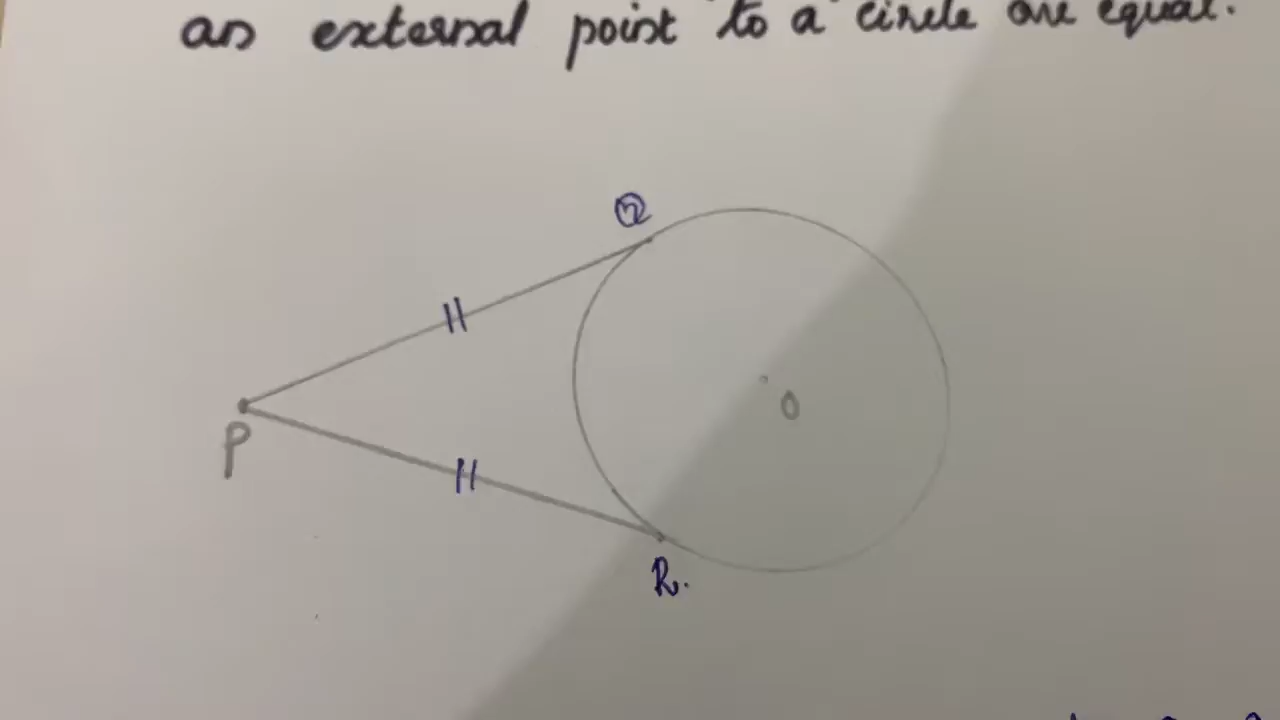 an external point to a circle are equal.
Q
P
O
R.